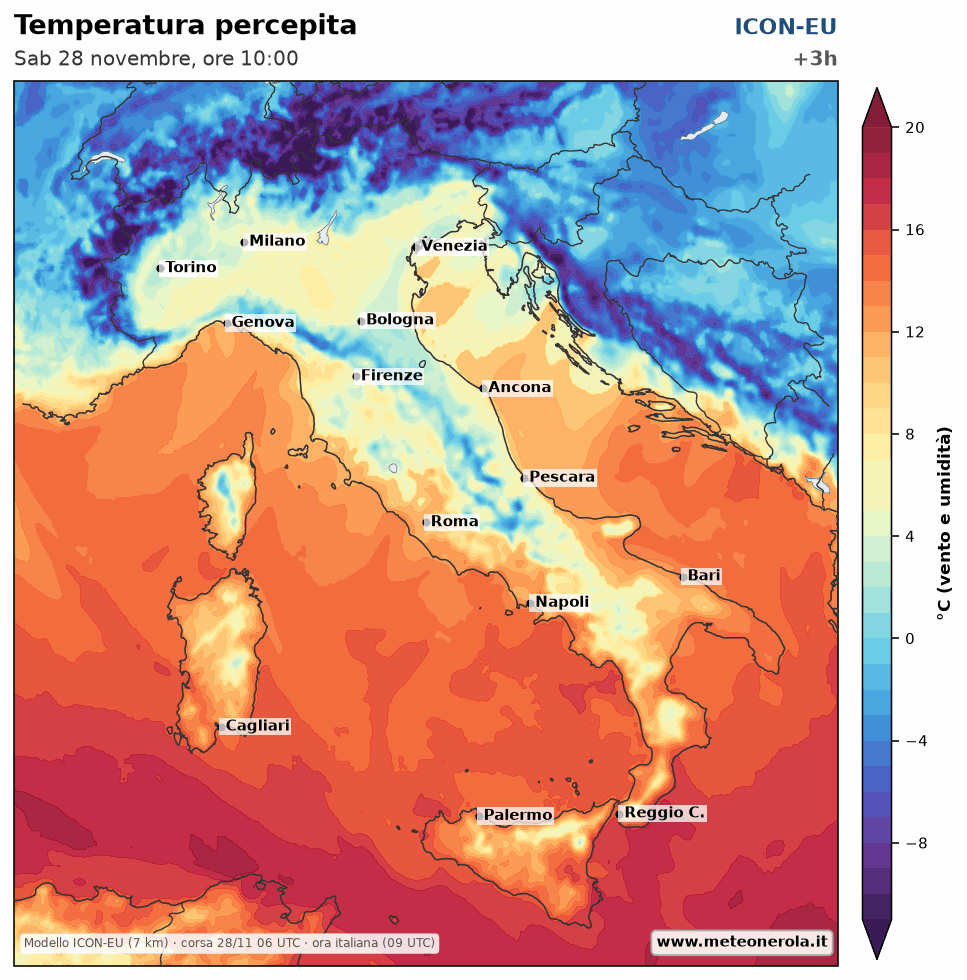 Temperatura percepita
ICON-EU
Sab 28 novembre, ore 10:00
+3h
Milano
Venezia
Torino
Genova
Bologna
Firenze
Ancona
Pescara
Roma
Bari
Napoli
Cagliari
Palermo
Reggio C.
20
16
12
8
4
0
−4
−8
°C (vento e umidità)
Modello ICON-EU (7 km) · corsa 28/11 06 UTC · ora italiana (09 UTC)
www.meteonerola.it